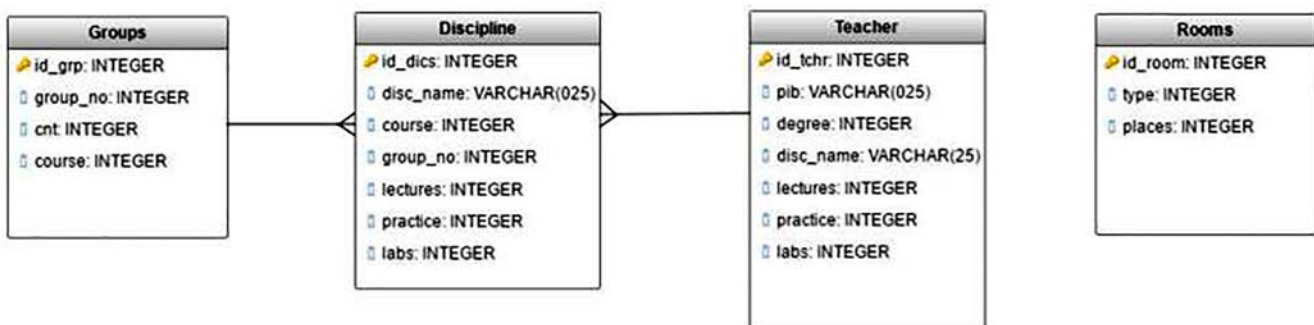 Groups
id_grp: INTEGER
group_no: INTEGER
cnt: INTEGER
course: INTEGER
Discipline
id_dics: INTEGER
disc_name: VARCHAR(025)
course: INTEGER
group_no: INTEGER
lectures: INTEGER
practice: INTEGER
labs: INTEGER
Teacher
id_tchr: INTEGER
pib: VARCHAR(025)
degree: INTEGER
disc_name: VARCHAR(25)
lectures: INTEGER
practice: INTEGER
labs: INTEGER
Rooms
id_room: INTEGER
type: INTEGER
places: INTEGER